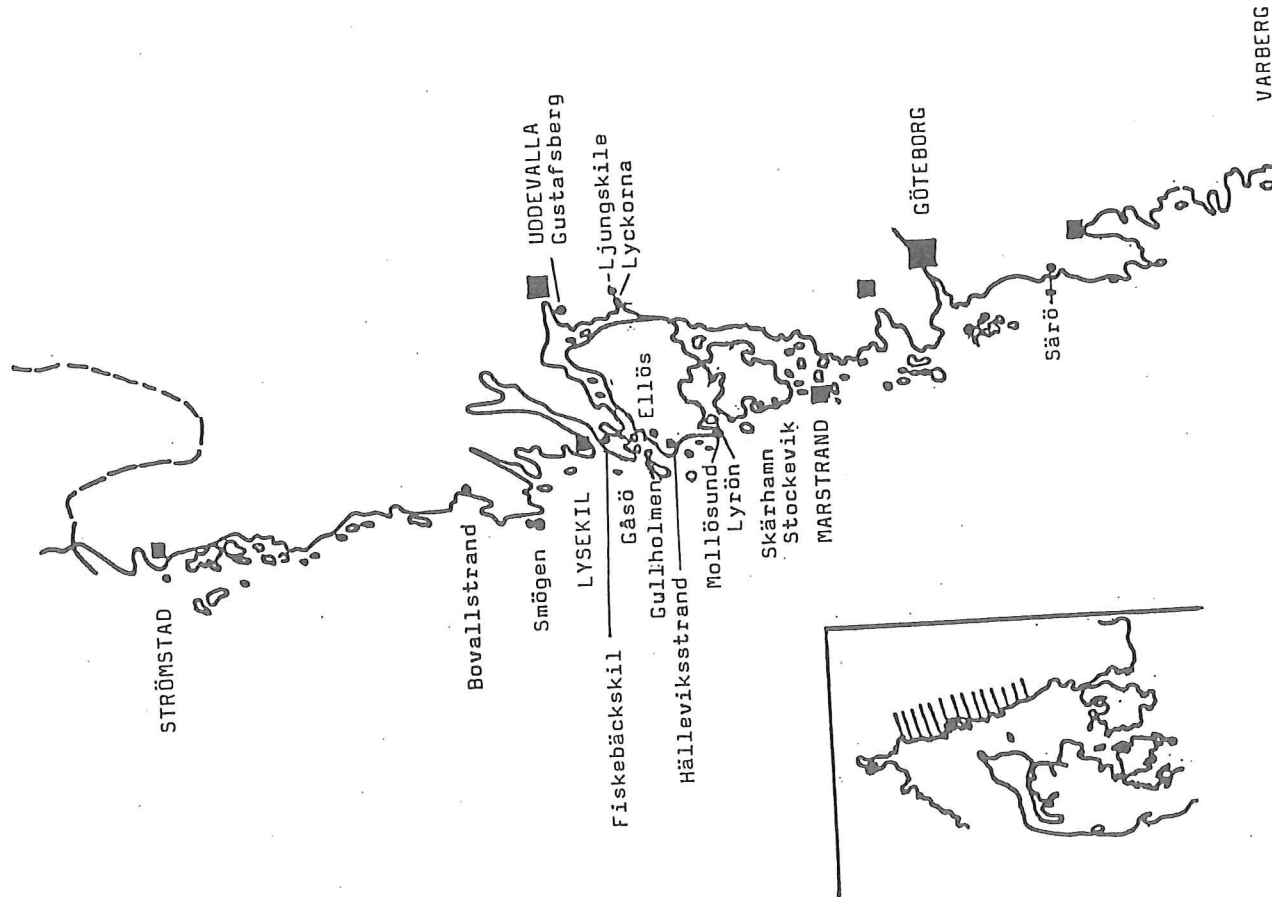 STRÖMSTAD
Bovallstrand
Smögen
LYSEKIL
Fiskebäckskil
Gåsö
Gullholmen
Ellös
Hälleviksstrand
Mollösund
Lyrön
Skärhamn
Stockevik
MARSTRAND
UDDEVALLA
Gustafsberg
Ljungskile
Lyckorna
GÖTEBORG
Särö
VARBERG